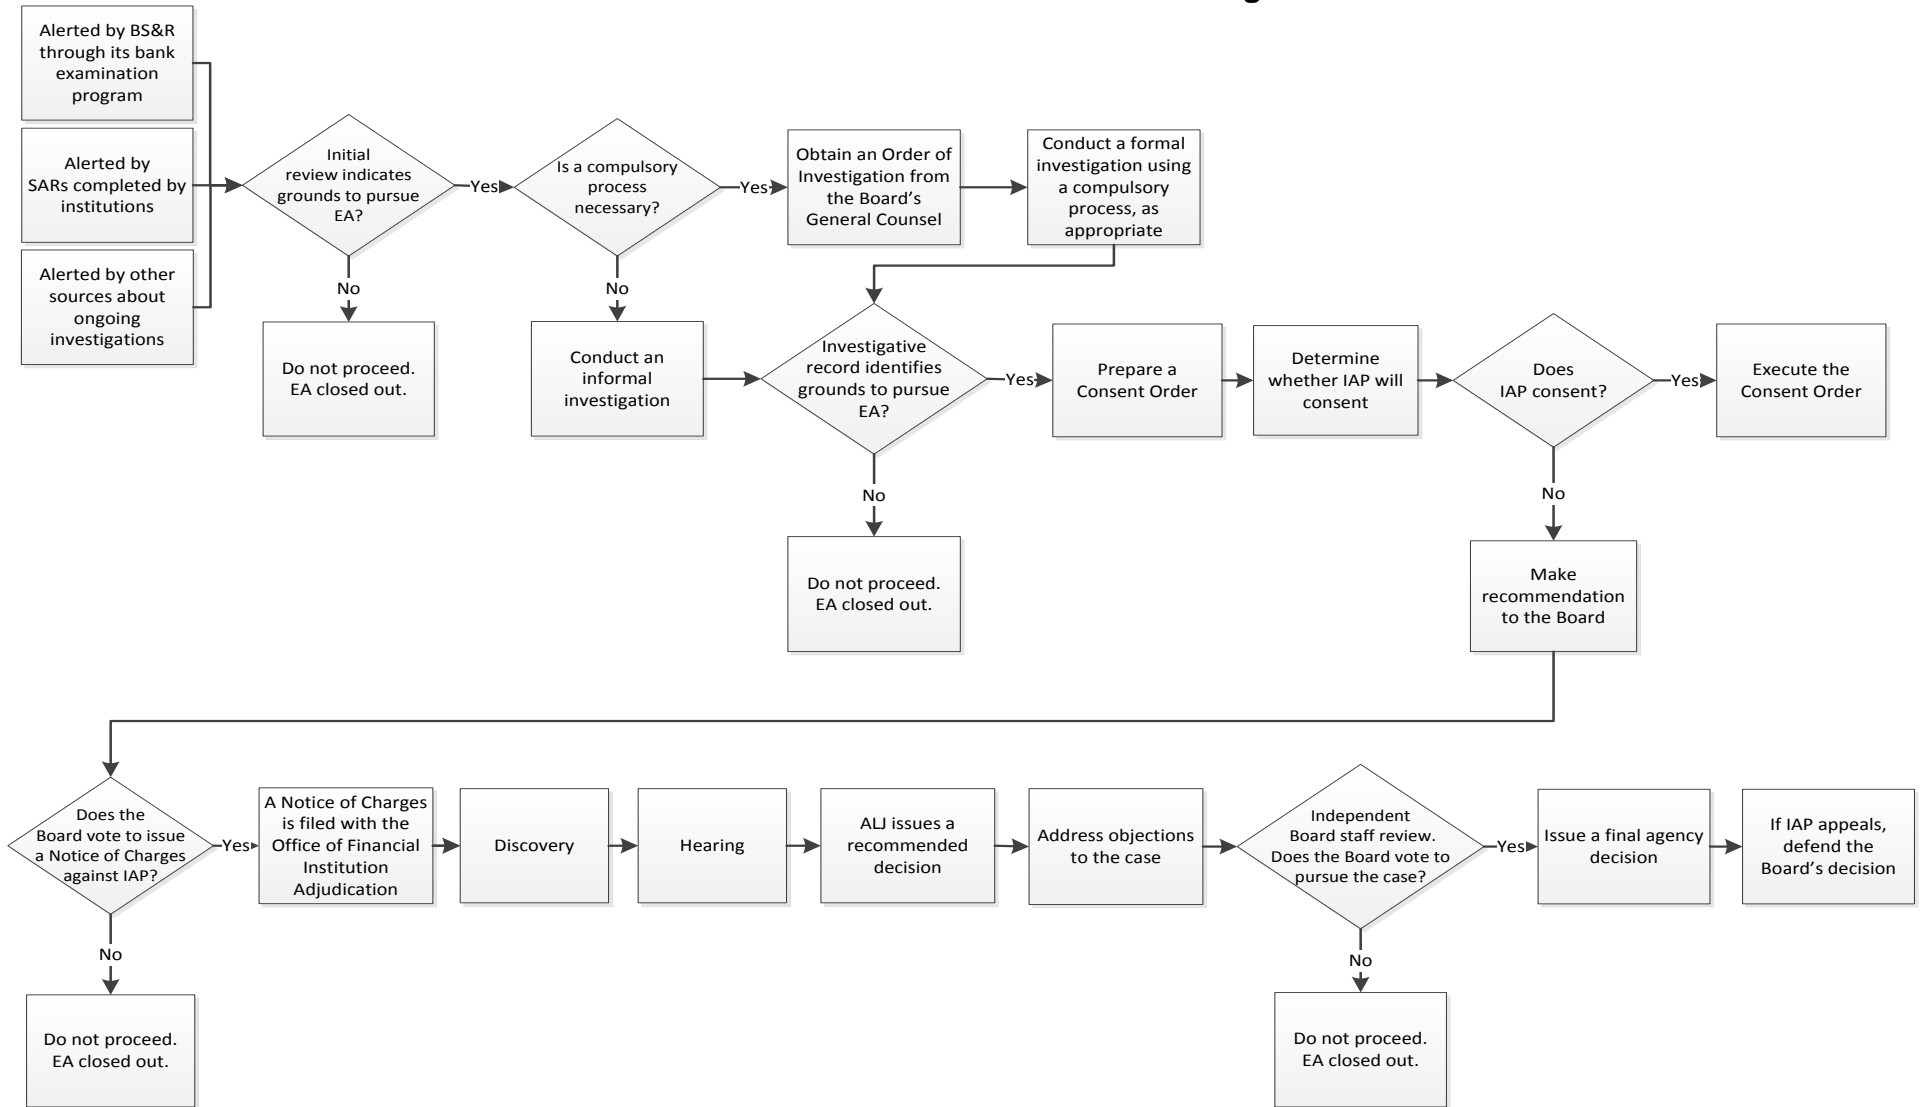 Alerted by BS&R
through its bank
examination
program
Alerted by
SARs completed by
institutions
Alerted by other
sources about
ongoing
investigations
Initial
review indicates
grounds to pursue
EA?
Yes
No
Do not proceed.
EA closed out.
Is a compulsory
process
necessary?
Yes
No
Obtain an Order of
Investigation from
the Board’s
General Counsel
Conduct a formal
investigation using
a compulsory
process, as
appropriate
Conduct an
informal
investigation
Investigative
record identifies
grounds to pursue
EA?
Yes
No
Do not proceed.
EA closed out.
Prepare a
Consent Order
Determine
whether IAP will
consent
Does
IAP consent?
Yes
No
Execute the
Consent Order
Make
recommendation
to the Board
Does the
Board vote to issue
a Notice of Charges
against IAP?
Yes
No
Do not proceed.
EA closed out.
A Notice of Charges
is filed with the
Office of Financial
Institution
Adjudication
Discovery
Hearing
ALJ issues a
recommended
decision
Address objections
to the case
Independent
Board staff review.
Does the Board vote to
pursue the case?
Yes
No
Do not proceed.
EA closed out.
Issue a final agency
decision
If IAP appeals,
defend the
Board’s decision